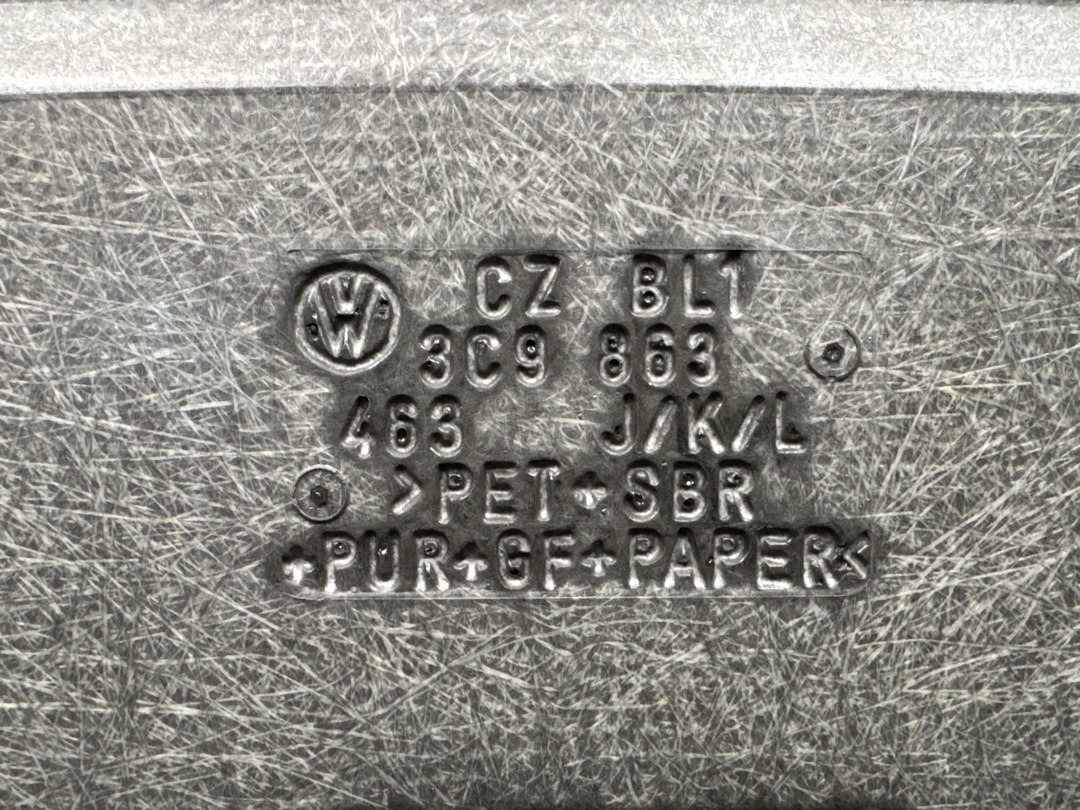 CZ BL1
3C9 863
463 J/K/L
>PET+SBR
+PUR+GF+PAPER<